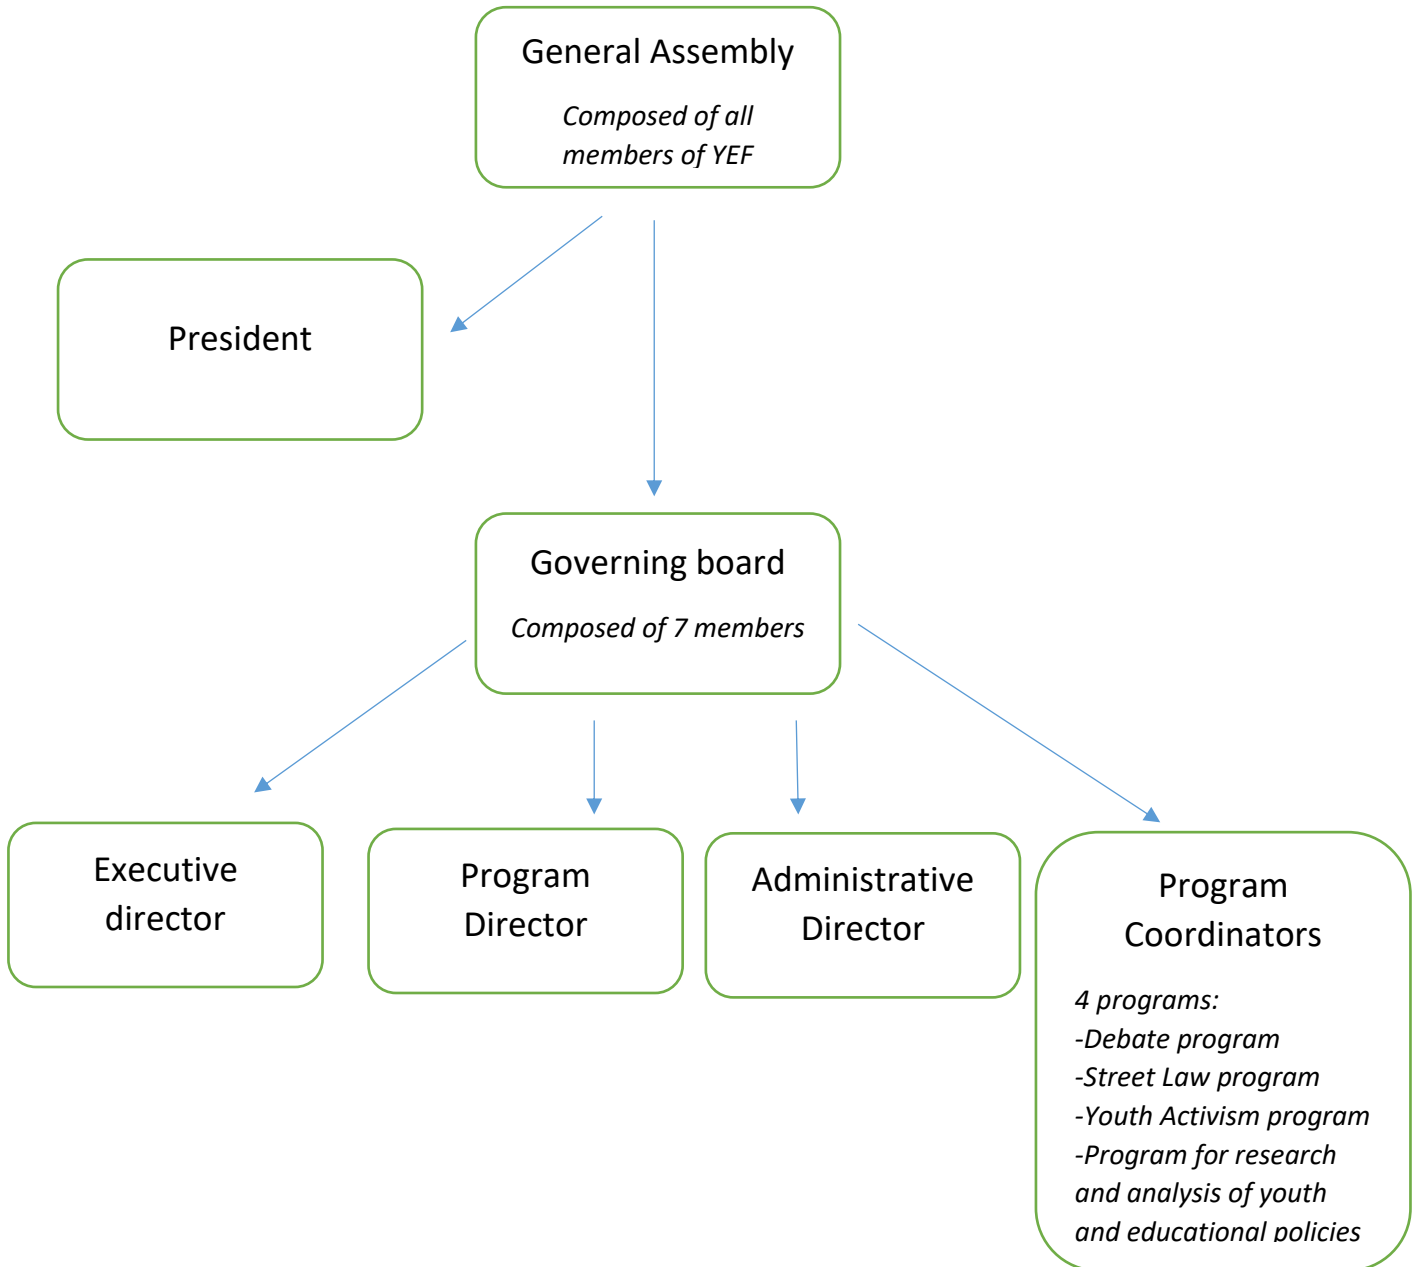 General Assembly
Composed of all
members of YEF
President
Governing board
Composed of 7 members
Executive
director
Program
Director
Administrative
Director
Program
Coordinators
4 programs:
-Debate program
-Street Law program
-Youth Activism program
-Program for research
and analysis of youth
and educational policies